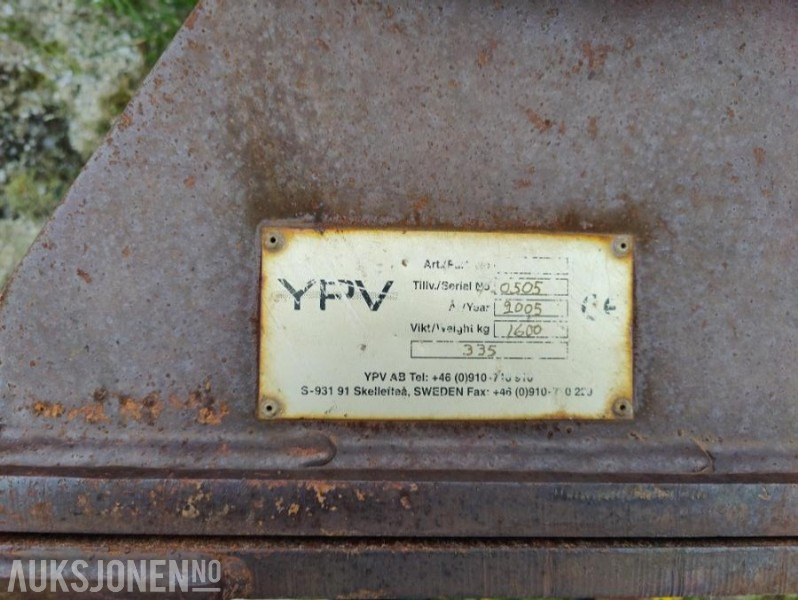 YPV
Tillv./Serial No 0505
År/Year 2005
Vikt/Weight kg 1600
335
YPV AB Tel: +46 (0)910
S-931 91 Skellefteå, SWEDEN Fax: +46 (0)910
CE
AUKSJONEN.NO